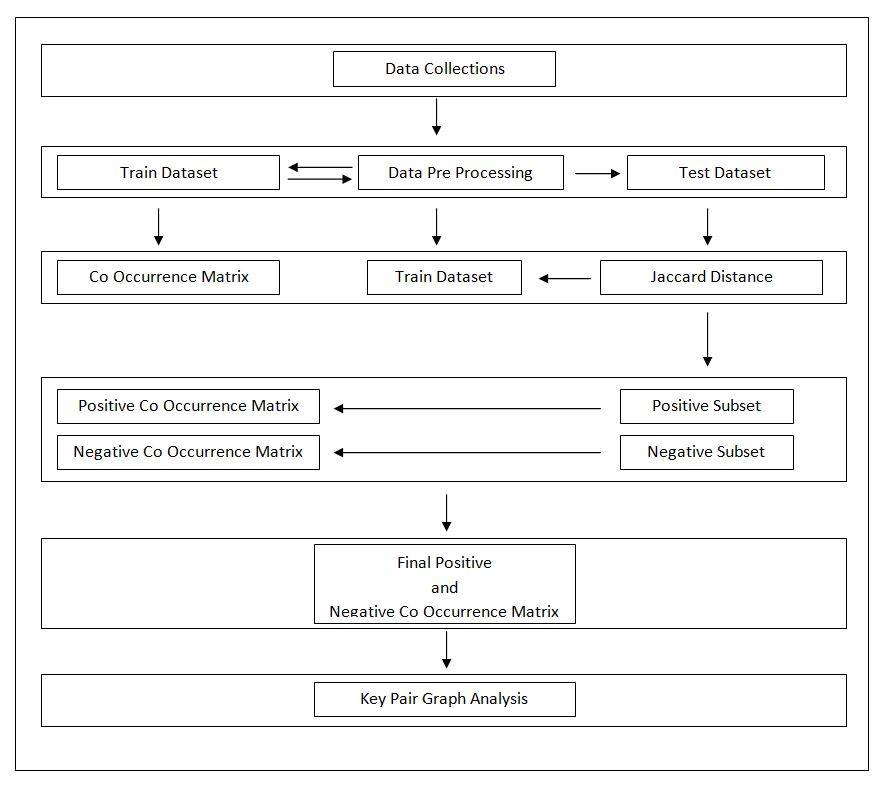 Data Collections
Train Dataset
Data Pre Processing
Test Dataset
Co Occurrence Matrix
Train Dataset
Jaccard Distance
Positive Co Occurrence Matrix
Positive Subset
Negative Co Occurrence Matrix
Negative Subset
Final Positive
and
Negative Co Occurrence Matrix
Key Pair Graph Analysis